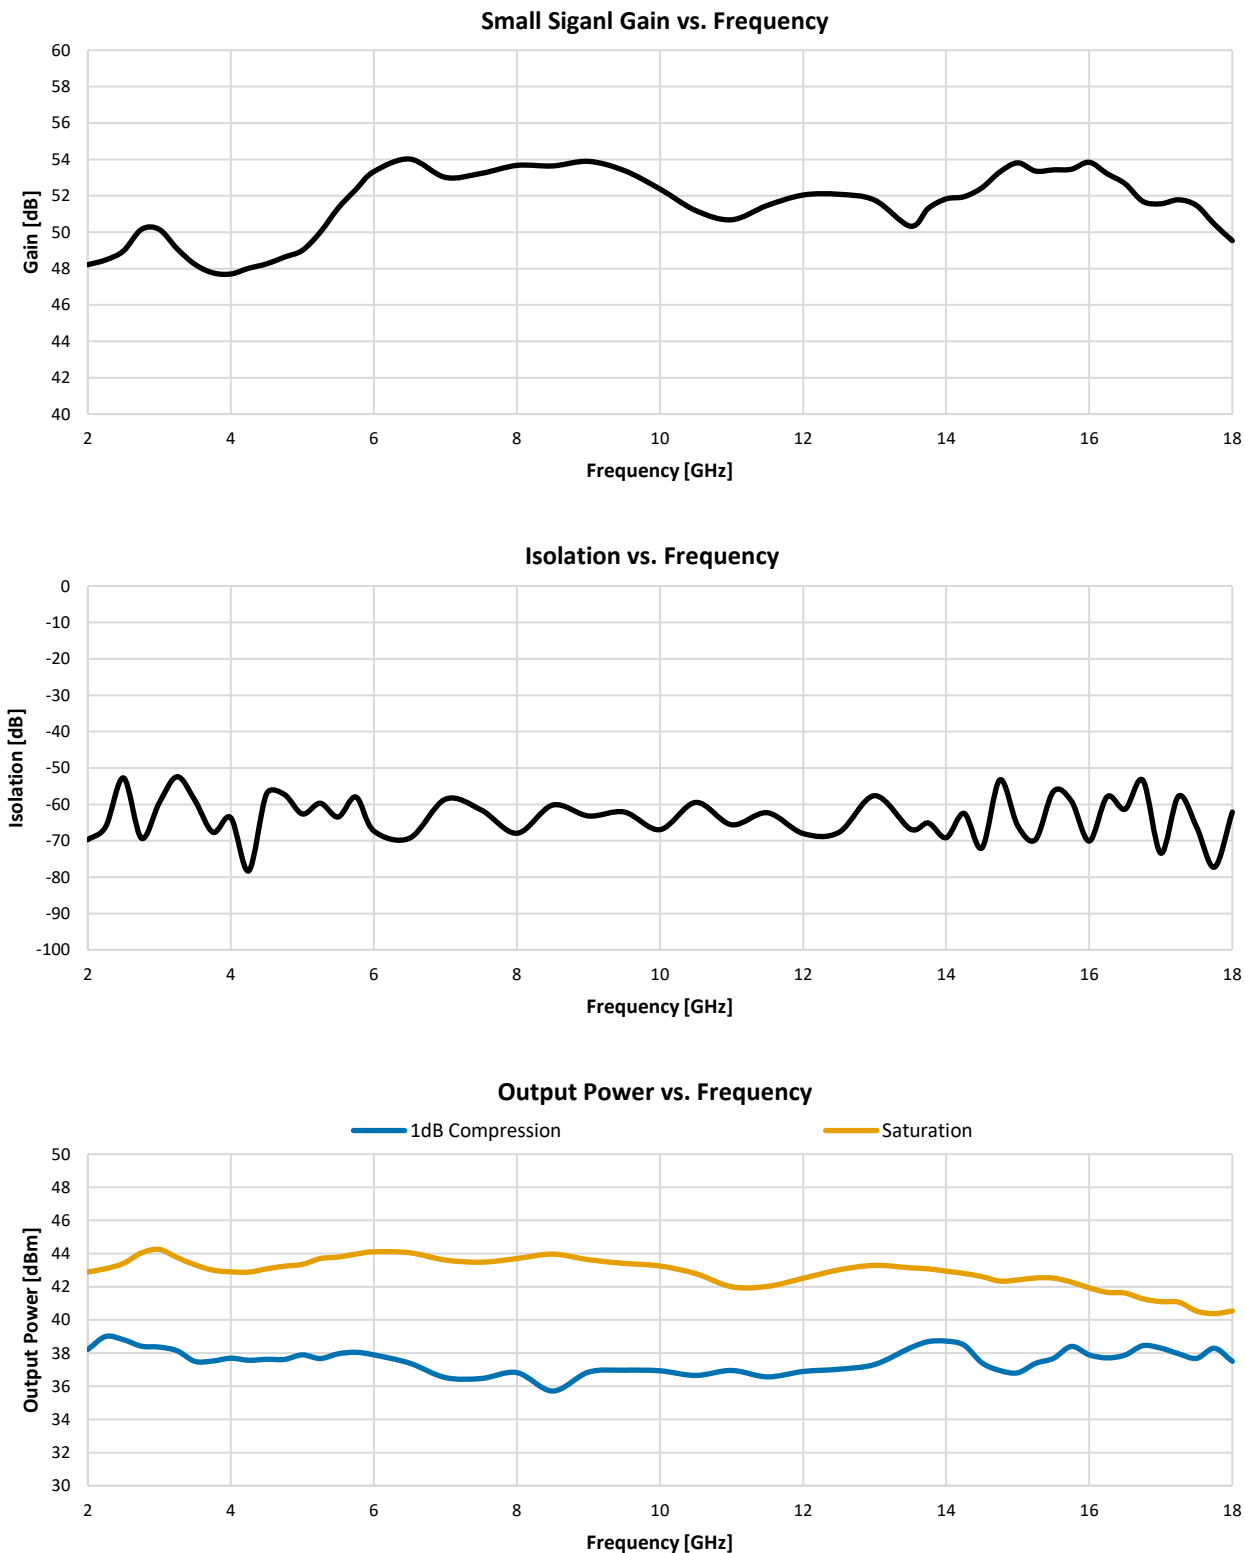 Small Siganl Gain vs. Frequency
Gain [dB]
60
58
56
54
52
50
48
46
44
42
40
2 4 6 8 10 12 14 16 18
Frequency [GHz]
Isolation vs. Frequency
Isolation [dB]
0
-10
-20
-30
-40
-50
-60
-70
-80
-90
-100
2 4 6 8 10 12 14 16 18
Frequency [GHz]
Output Power vs. Frequency
1dB Compression Saturation
Output Power [dBm]
50
48
46
44
42
40
38
36
34
32
30
2 4 6 8 10 12 14 16 18
Frequency [GHz]